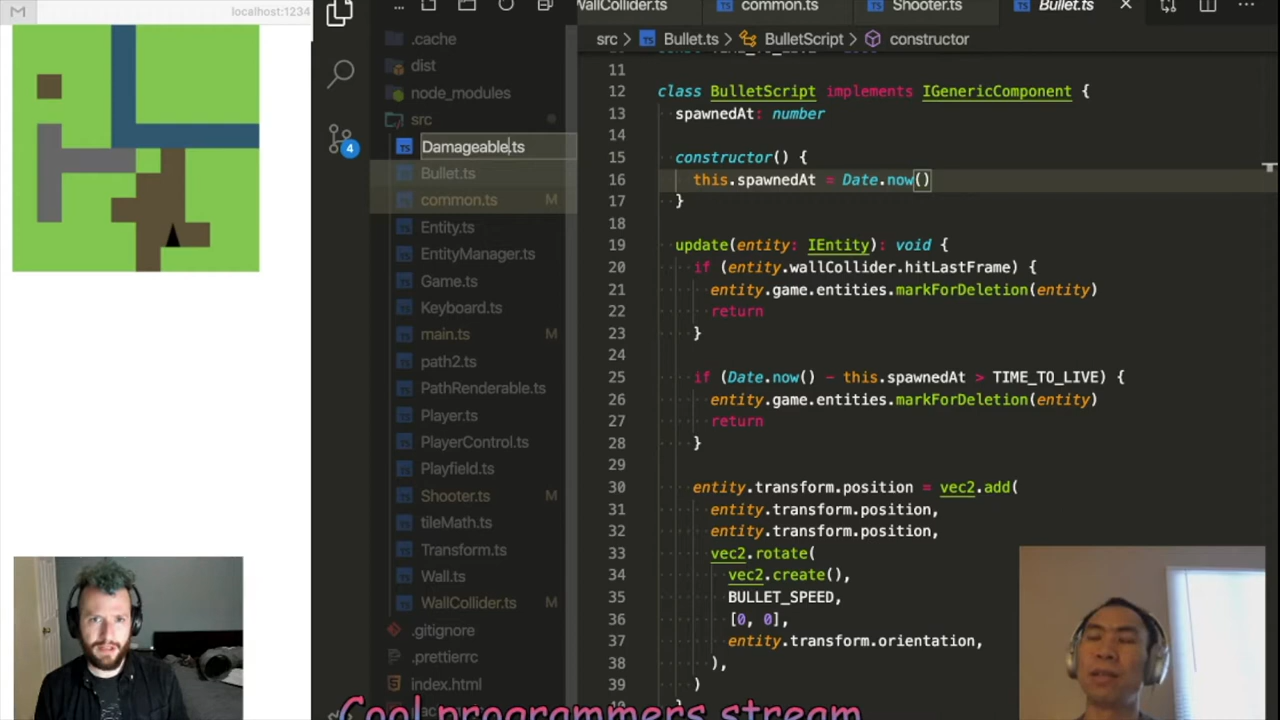 M
localhost:1234
...
WallCollider.ts
common.ts
Shooter.ts
Bullet.ts
...
.cache
dist
node_modules
src
Damageable.ts
Bullet.ts
common.ts M
Entity.ts
EntityManager.ts
Game.ts
Keyboard.ts
main.ts M
path2.ts
PathRenderable.ts
Player.ts
PlayerControl.ts
Playfield.ts
Shooter.ts M
tileMath.ts
Transform.ts
Wall.ts
WallCollider.ts M
.gitignore
.prettierrc
index.html
4
src > Bullet.ts > BulletScript > constructor
11
12 class BulletScript implements IGenericComponent {
13 spawnedAt: number
14
15 constructor() {
16 this.spawnedAt = Date.now()
17 }
18
19 update(entity: IEntity): void {
20 if (entity.wallCollider.hitLastFrame) {
21 entity.game.entities.markForDeletion(entity)
22 return
23 }
24
25 if (Date.now() - this.spawnedAt > TIME_TO_LIVE) {
26 entity.game.entities.markForDeletion(entity)
27 return
28 }
29
30 entity.transform.position = vec2.add(
31 entity.transform.position,
32 entity.transform.position,
33 vec2.rotate(
34 vec2.create(),
35 BULLET_SPEED,
36 [0, 0],
37 entity.transform.orientation,
38 ),
39 )
Cool programmers stream